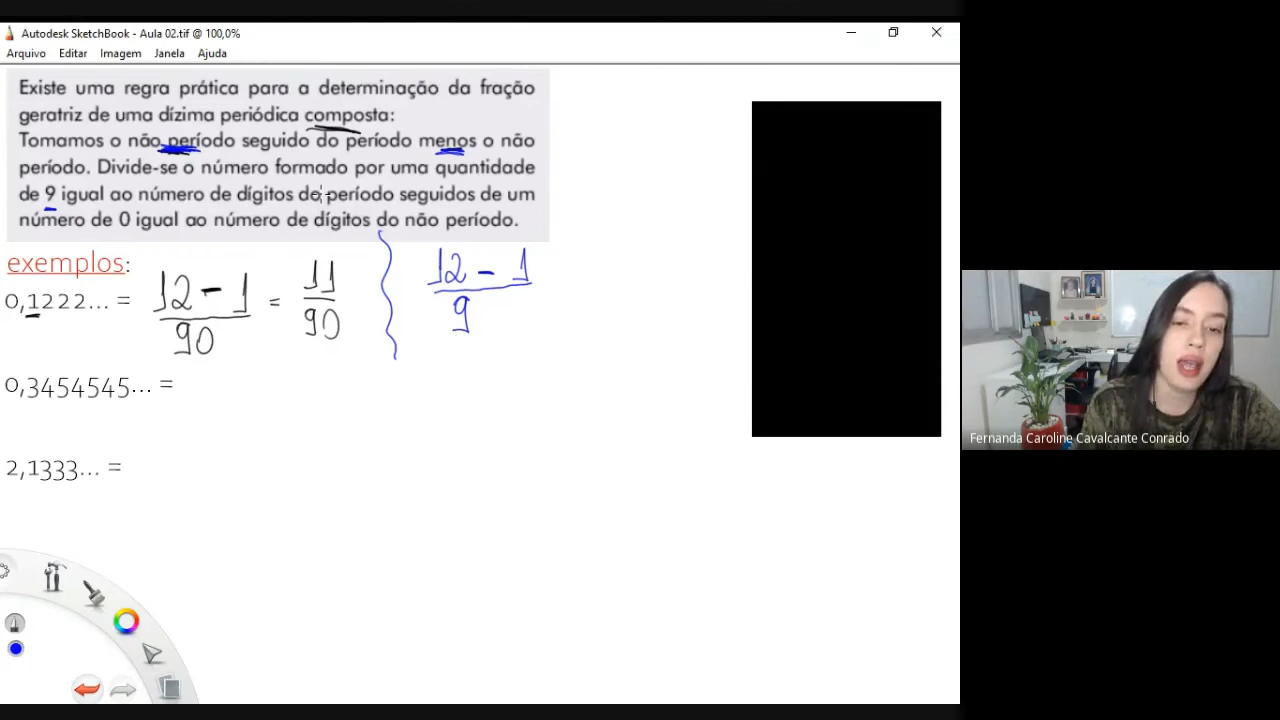 Autodesk SketchBook - Aula 02.tif @ 100,0%
Arquivo Editar Imagem Janela Ajuda
Existe uma regra prática para a determinação da fração
geratriz de uma dízima periódica composta:
Tomamos o não período seguido do período menos o não
período. Divide-se o número formado por uma quantidade
de 9 igual ao número de dígitos do período seguidos de um
número de 0 igual ao número de dígitos do não período.
exemplos:
0,1222... = 12 - 1 / 90 = 11 / 90
12 - 1 / 9
0,3454545... =
2,1333... =
Fernanda Caroline Cavalcante Conrado